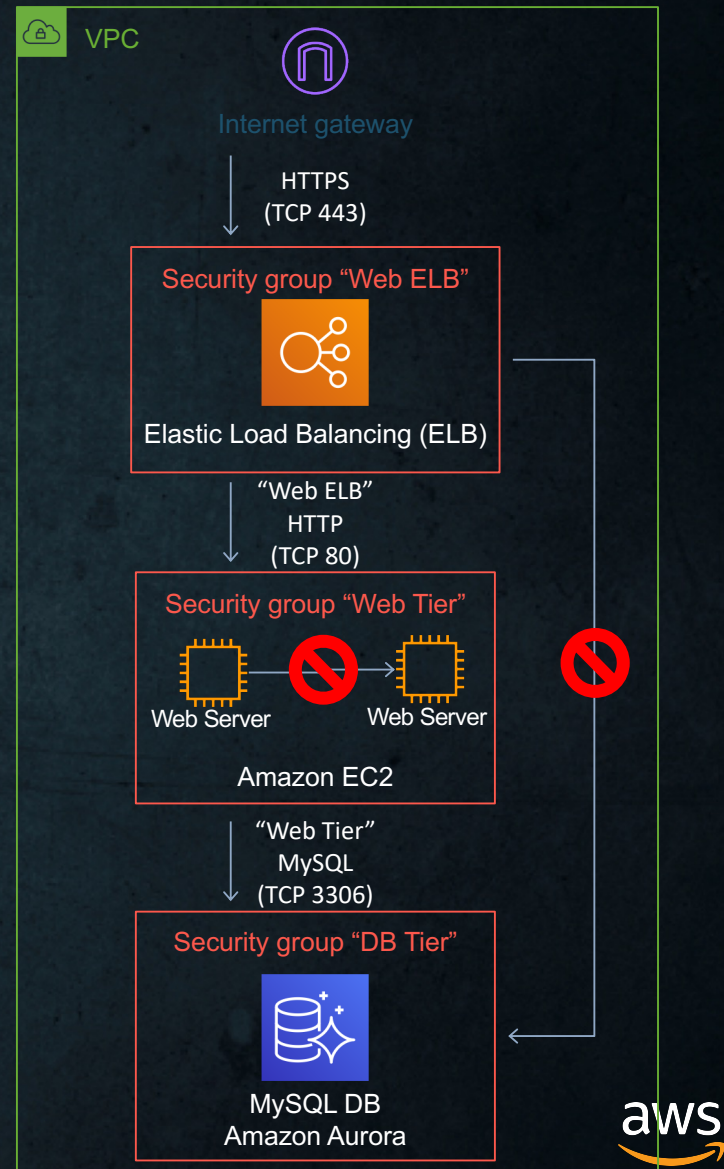 VPC
Internet gateway
HTTPS
(TCP 443)
Security group “Web ELB”
Elastic Load Balancing (ELB)
“Web ELB”
HTTP
(TCP 80)
Security group “Web Tier”
Web Server
Web Server
Amazon EC2
“Web Tier”
MySQL
(TCP 3306)
Security group “DB Tier”
MySQL DB
Amazon Aurora
aws